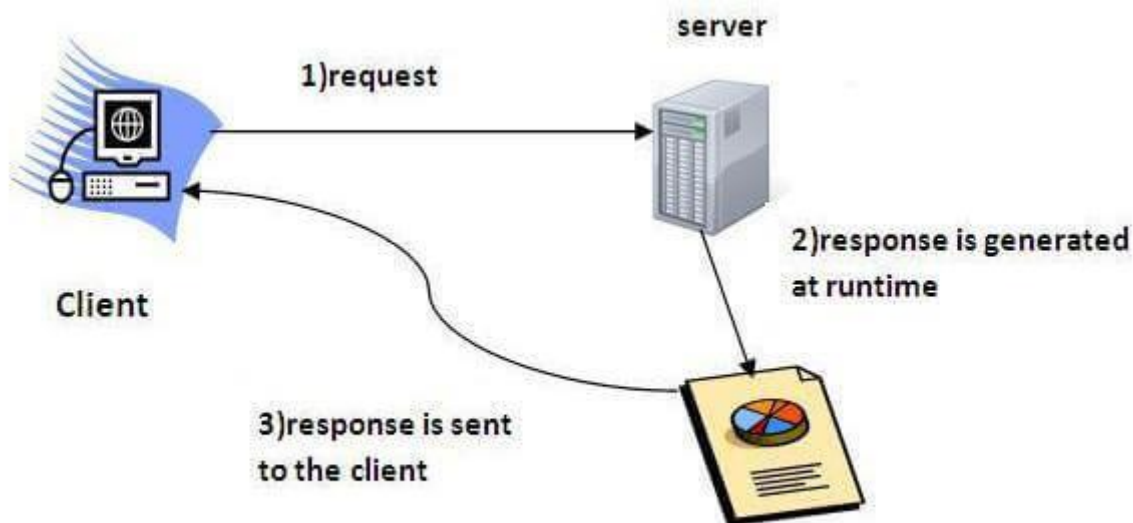 server
1)request
2)response is generated
at runtime
Client
3)response is sent
to the client